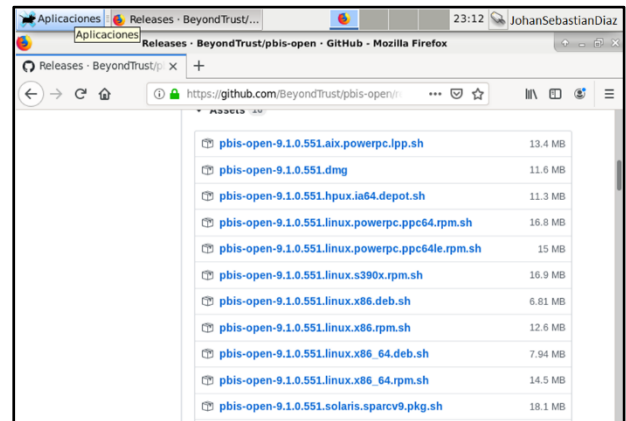 Aplicaciones Releases · BeyondTrust/... 23:12 JohanSebastianDiaz
Aplicaciones
Releases · BeyondTrust/pbis-open · GitHub - Mozilla Firefox
Releases · BeyondTrust/pl
https://github.com/BeyondTrust/pbis-open/r
Assets 16
pbis-open-9.1.0.551.aix.powerpc.lpp.sh 13.4 MB
pbis-open-9.1.0.551.dmg 11.6 MB
pbis-open-9.1.0.551.hpux.ia64.depot.sh 11.3 MB
pbis-open-9.1.0.551.linux.powerpc.ppc64.rpm.sh 16.8 MB
pbis-open-9.1.0.551.linux.powerpc.ppc64le.rpm.sh 15 MB
pbis-open-9.1.0.551.linux.s390x.rpm.sh 16.9 MB
pbis-open-9.1.0.551.linux.x86.deb.sh 6.81 MB
pbis-open-9.1.0.551.linux.x86.rpm.sh 12.6 MB
pbis-open-9.1.0.551.linux.x86_64.deb.sh 7.94 MB
pbis-open-9.1.0.551.linux.x86_64.rpm.sh 14.5 MB
pbis-open-9.1.0.551.solaris.sparcv9.pkg.sh 18.1 MB